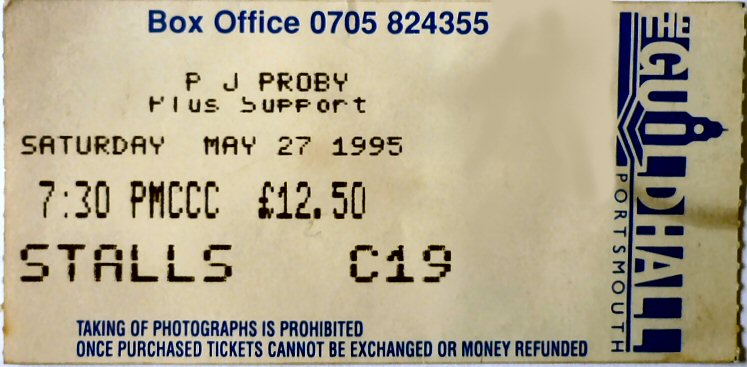 Box Office 0705 824355
P J PROBY
Plus Support
SATURDAY MAY 27 1995
7:30 PMCCC £12.50
STALLS C19
TAKING OF PHOTOGRAPHS IS PROHIBITED
ONCE PURCHASED TICKETS CANNOT BE EXCHANGED OR MONEY REFUNDED
THE GUILDHALL
PORTSMOUTH